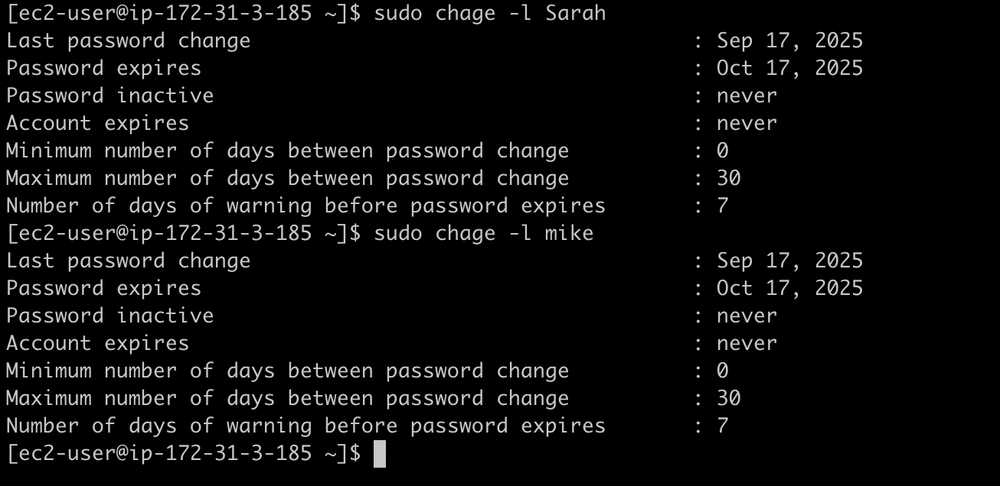 [ec2-user@ip-172-31-3-185 ~]$ sudo chage -l Sarah
Last password change : Sep 17, 2025
Password expires : Oct 17, 2025
Password inactive : never
Account expires : never
Minimum number of days between password change : 0
Maximum number of days between password change : 30
Number of days of warning before password expires : 7
[ec2-user@ip-172-31-3-185 ~]$ sudo chage -l mike
Last password change : Sep 17, 2025
Password expires : Oct 17, 2025
Password inactive : never
Account expires : never
Minimum number of days between password change : 0
Maximum number of days between password change : 30
Number of days of warning before password expires : 7
[ec2-user@ip-172-31-3-185 ~]$